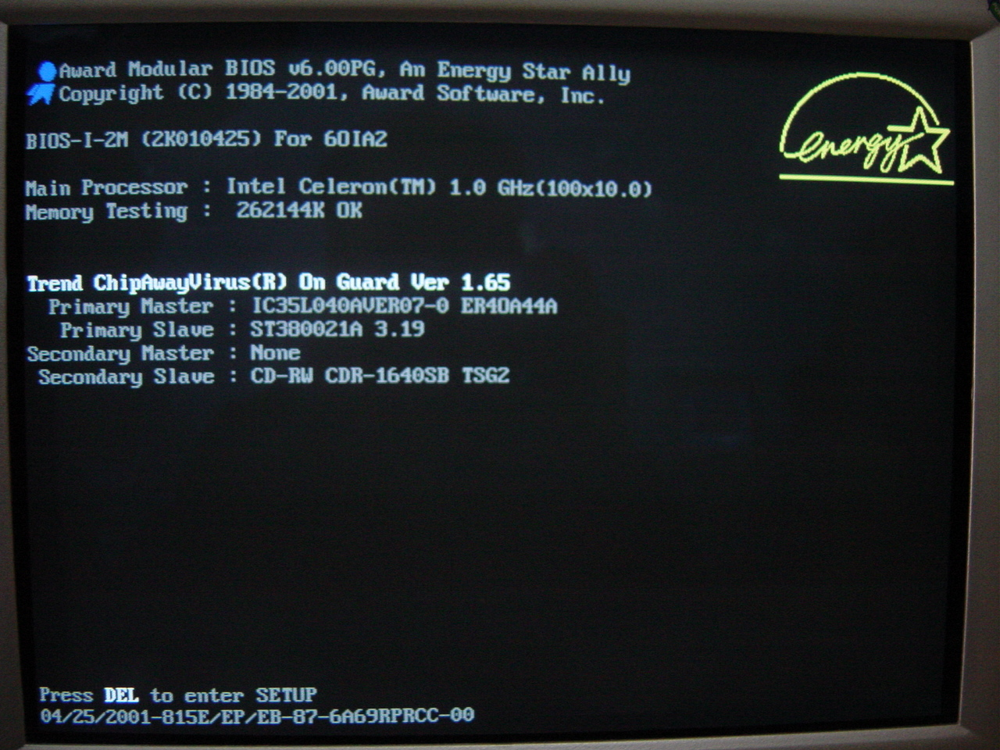 Award Modular BIOS v6.00PG, An Energy Star Ally
Copyright (C) 1984-2001, Award Software, Inc.
energy
BIOS-I-2M (2K010425) For 6OIA2
Main Processor : Intel Celeron(TM) 1.0 GHz(100x10.0)
Memory Testing : 262144K OK
Trend ChipAwayVirus(R) On Guard Ver 1.65
Primary Master : IC35L040AVER07-0 ER4OA44A
Primary Slave : ST380021A 3.19
Secondary Master : None
Secondary Slave : CD-RW CDR-1640SB TSG2
Press DEL to enter SETUP
04/25/2001-815E/EP/EB-87-6A69RPRCC-00